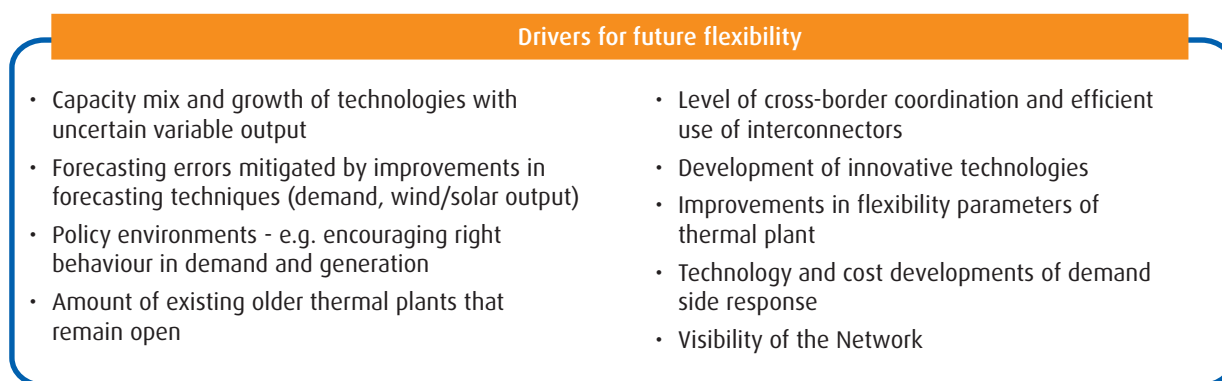 Drivers for future flexibility
• Capacity mix and growth of technologies with
uncertain variable output
• Forecasting errors mitigated by improvements in
forecasting techniques (demand, wind/solar output)
• Policy environments - e.g. encouraging right
behaviour in demand and generation
• Amount of existing older thermal plants that
remain open
• Level of cross-border coordination and efficient
use of interconnectors
• Development of innovative technologies
• Improvements in flexibility parameters of
thermal plant
• Technology and cost developments of demand
side response
• Visibility of the Network